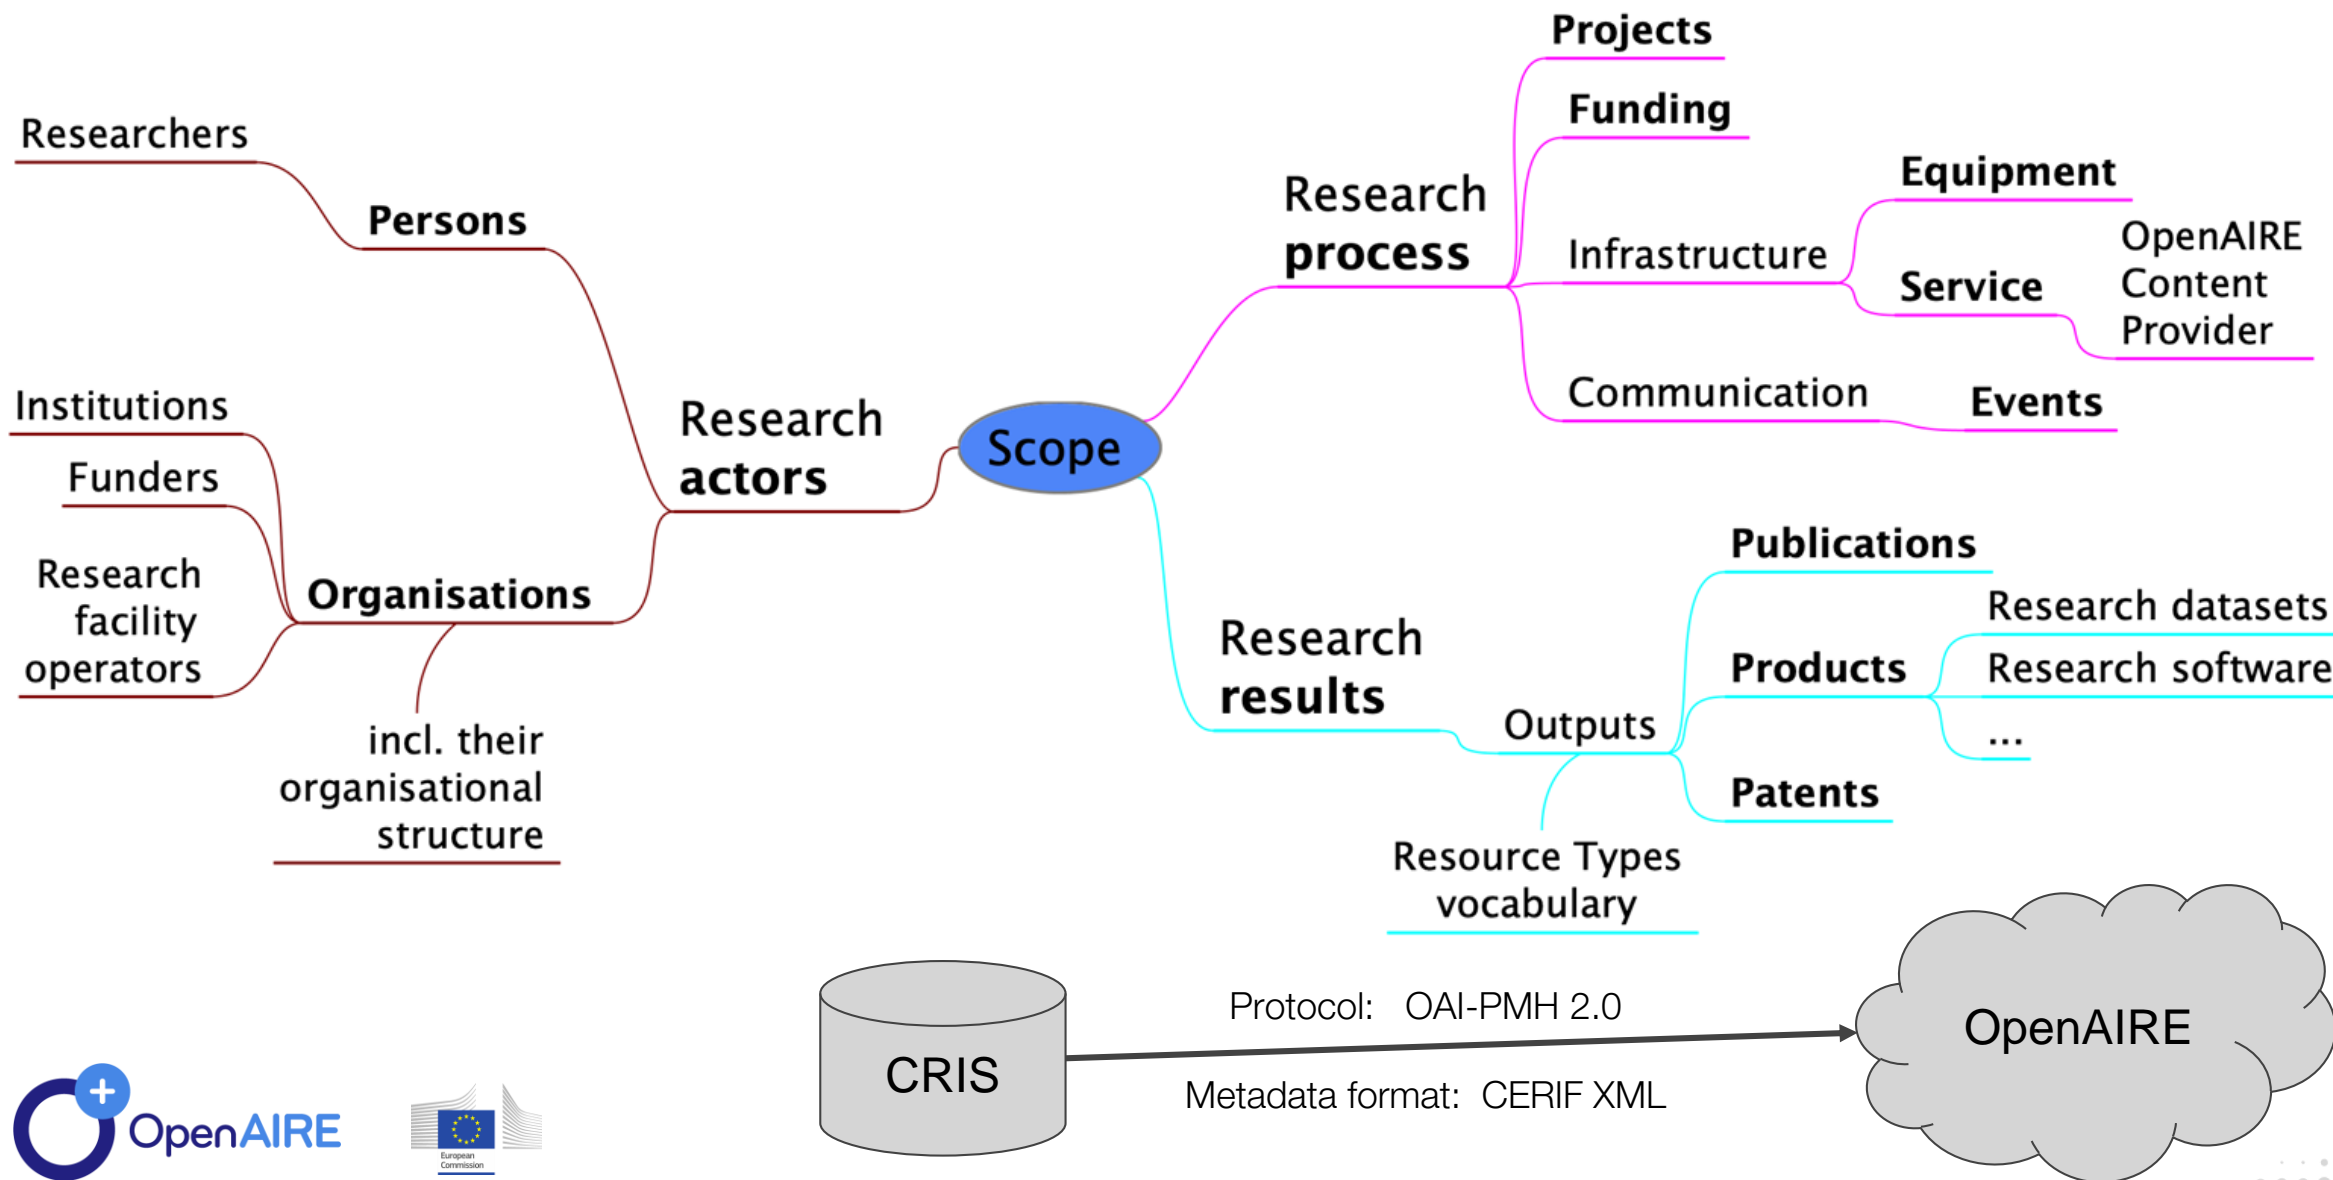 Scope
Research
actors
Persons
Researchers
Organisations
Institutions
Funders
Research
facility
operators
incl. their
organisational
structure
Research
process
Projects
Funding
Infrastructure
Equipment
Service
OpenAIRE
Content
Provider
Communication
Events
Research
results
Outputs
Publications
Products
Research datasets
Research software
...
Patents
Resource Types
vocabulary
CRIS
Protocol: OAI-PMH 2.0
Metadata format: CERIF XML
OpenAIRE
+
OpenAIRE
European
Commission